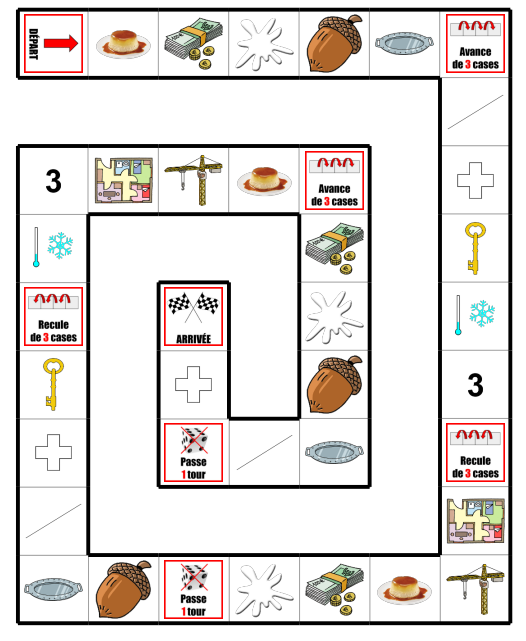 DÉPART
Avance
de 3 cases
3
Avance
de 3 cases
Recule
de 3 cases
ARRIVÉE
3
Passe
1 tour
Recule
de 3 cases
Passe
1 tour